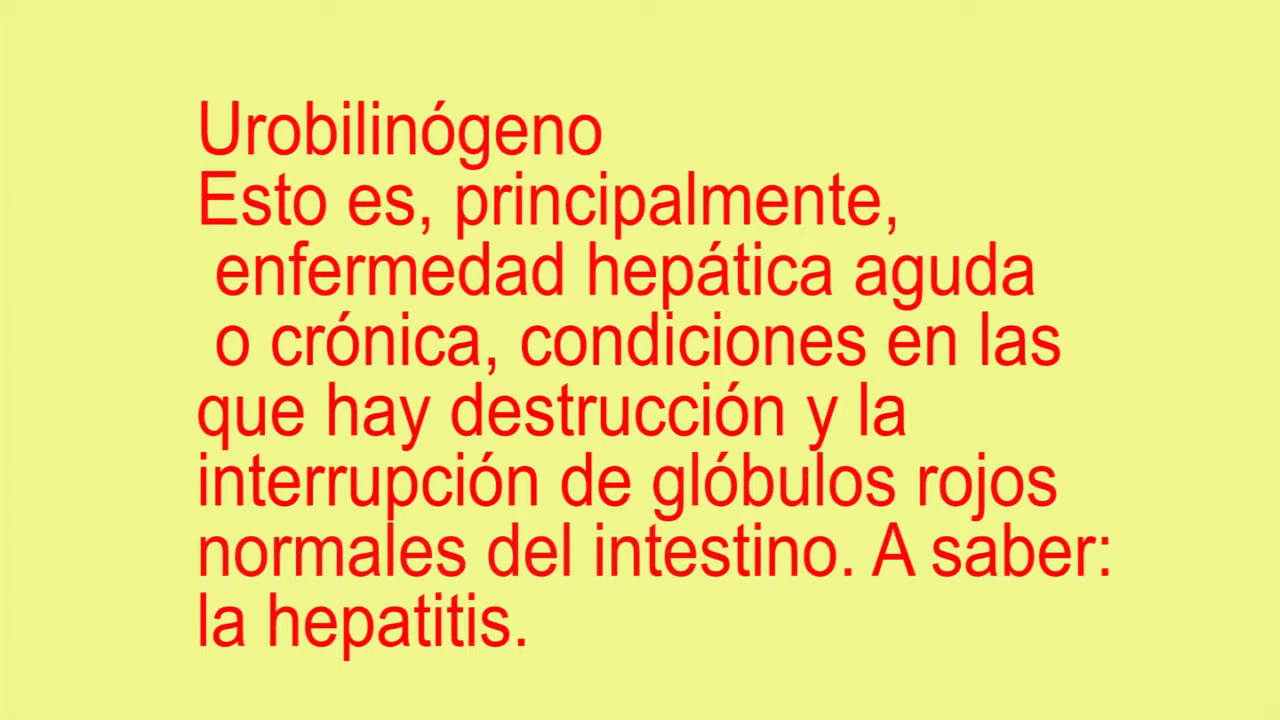 Urobilinógeno
Esto es, principalmente,
enfermedad hepática aguda
o crónica, condiciones en las
que hay destrucción y la
interrupción de glóbulos rojos
normales del intestino. A saber:
la hepatitis.